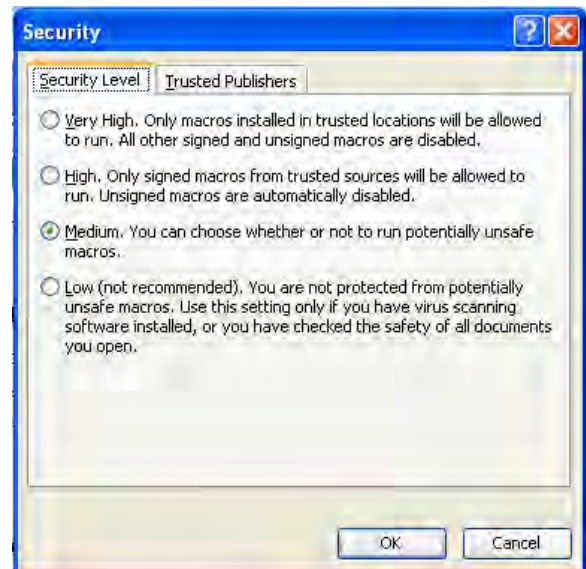 Security
Security Level Trusted Publishers
Very High. Only macros installed in trusted locations will be allowed
to run. All other signed and unsigned macros are disabled.
High. Only signed macros from trusted sources will be allowed to
run. Unsigned macros are automatically disabled.
Medium. You can choose whether or not to run potentially unsafe
macros.
Low (not recommended). You are not protected from potentially
unsafe macros. Use this setting only if you have virus scanning
software installed, or you have checked the safety of all documents
you open.
OK Cancel